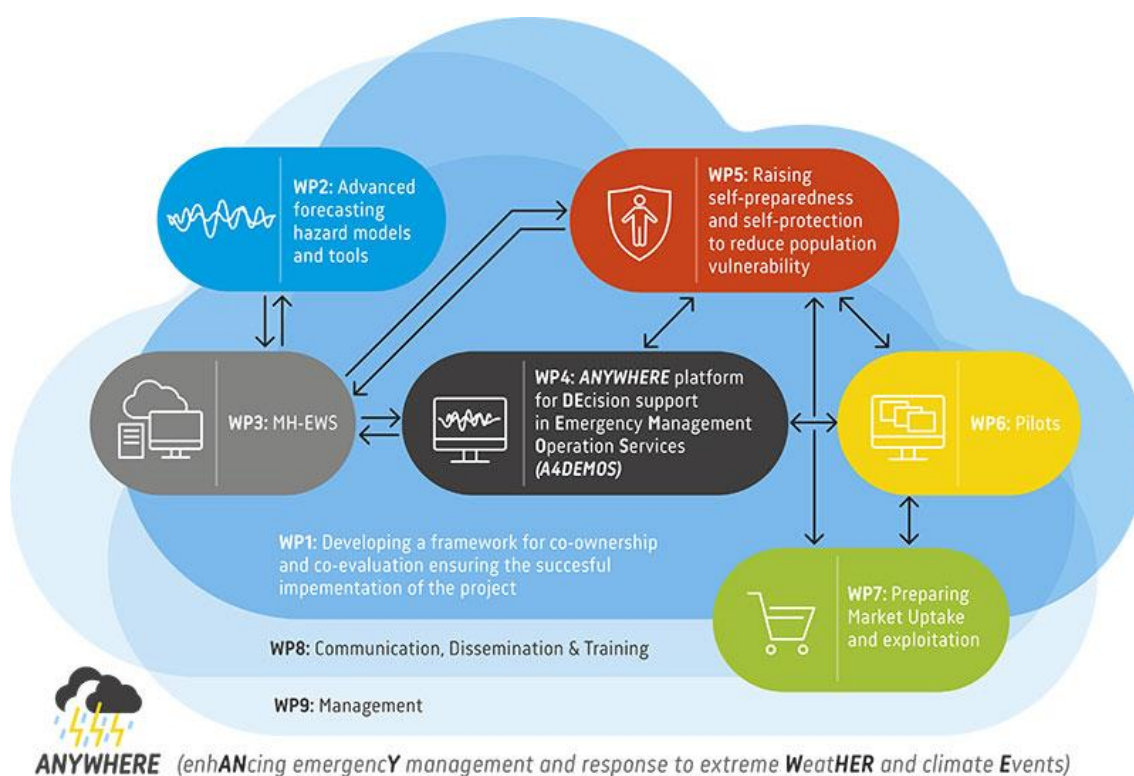 WP2: Advanced
forecasting
hazard models
and tools
WP5: Raising
self-preparedness
and self-protection
to reduce population
vulnerability
WP3: MH-EWS
WP4: ANYWHERE platform
for DEcision support
in Emergency Management
Operation Services
(A4DEMOS)
WP6: Pilots
WP1: Developing a framework for co-ownership
and co-evaluation ensuring the succesful
impementation of the project
WP7: Preparing
Market Uptake
and exploitation
WP8: Communication, Dissemination & Training
WP9: Management
ANYWHERE (enhANcing emergencY management and response to extreme WeatHER and climate Events)